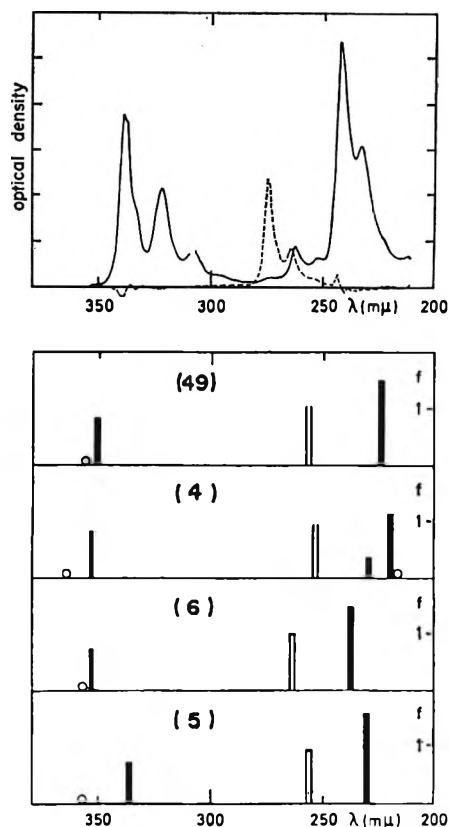 optical density
350 300 250 λ(mμ) 200
(49) f
1-
(4) f
1-
(6) f
1-
(5) f
1-
350 300 250 λ(mμ) 200